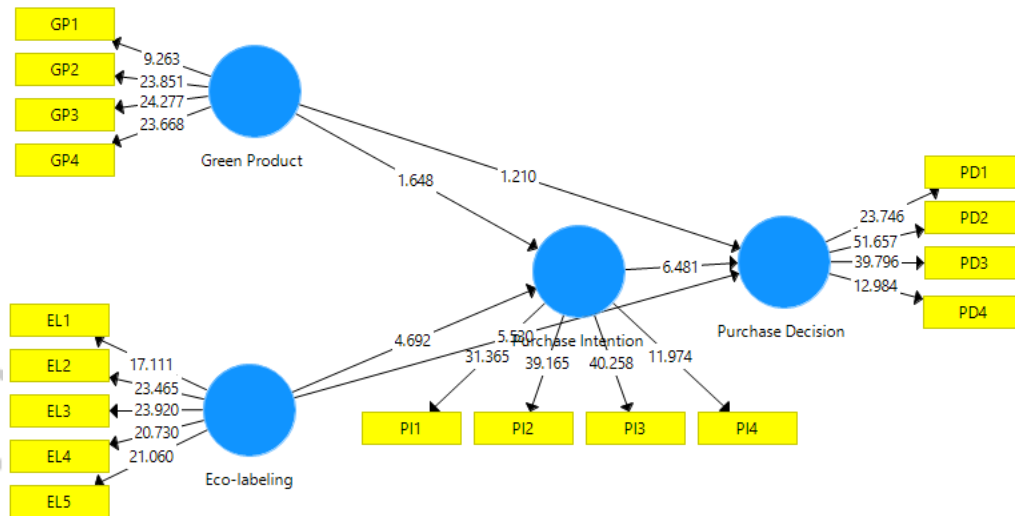 GP1
9.263
GP2
23.851
GP3
24.277
GP4
23.668
Green Product
1.648
1.210
PD1
23.746
PD2
51.657
PD3
39.796
PD4
12.984
6.481
Purchase Decision
Purchase Intention
5.530
4.692
31.365
39.165
40.258
11.974
PI1
PI2
PI3
PI4
EL1
17.111
EL2
23.465
EL3
23.920
EL4
20.730
EL5
21.060
Eco-labeling